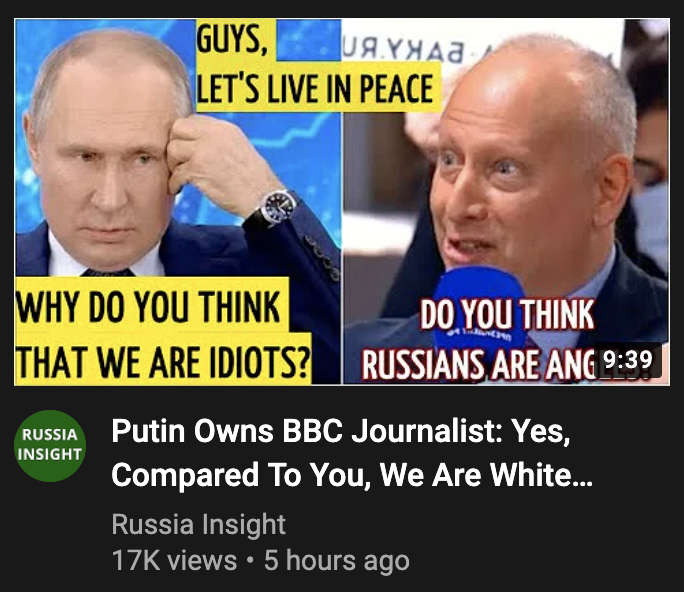 GUYS,
LET'S LIVE IN PEACE
WHY DO YOU THINK
THAT WE ARE IDIOTS?
DO YOU THINK
RUSSIANS ARE ANG
9:39
RUSSIA
INSIGHT
Putin Owns BBC Journalist: Yes,
Compared To You, We Are White...
Russia Insight
17K views • 5 hours ago